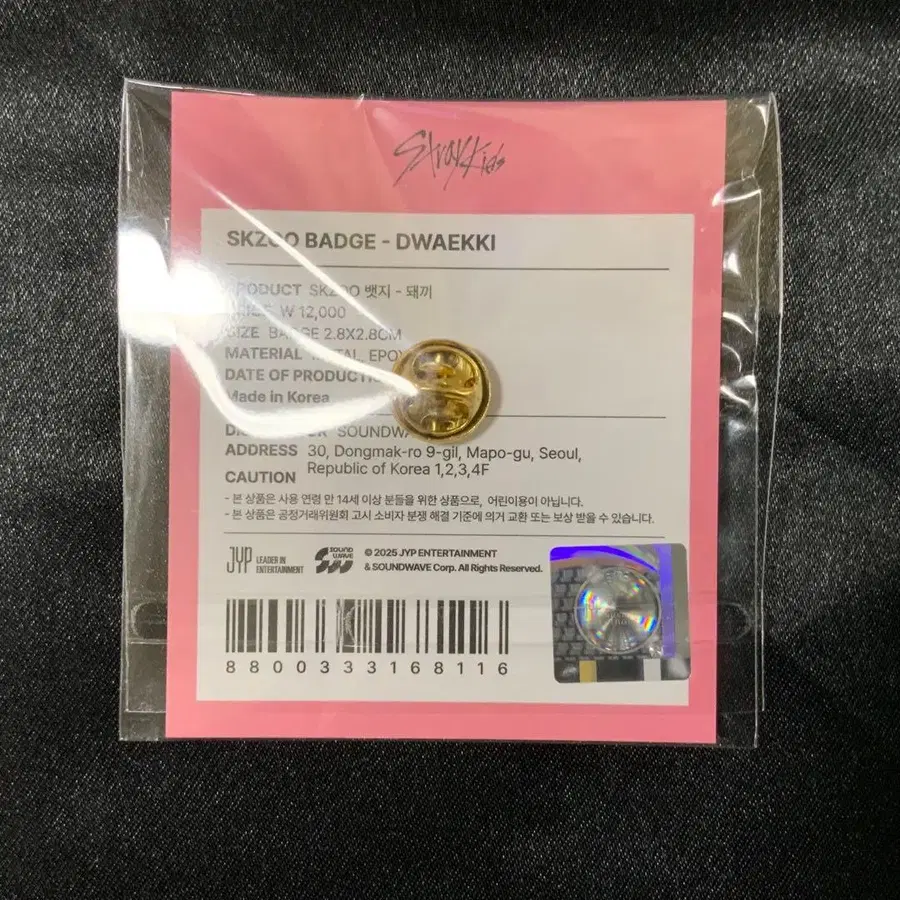 Stray Kids
SKZOO BADGE - DWAEKKI
PRODUCT SKZOO 뱃지 - 돼끼
PRICE W 12,000
SIZE BADGE 2.8X2.8CM
MATERIAL METAL, EPOXY
DATE OF PRODUCTION
Made in Korea
SOUNDWAVE
ADDRESS 30, Dongmak-ro 9-gil, Mapo-gu, Seoul,
Republic of Korea 1,2,3,4F
CAUTION
- 본 상품은 사용 연령 만 14세 이상 분들을 위한 상품으로, 어린이용이 아닙니다.
- 본 상품은 공정거래위원회 고시 소비자 분쟁 해결 기준에 의거 교환 또는 보상 받을 수 있습니다.
JYP LEADER IN ENTERTAINMENT
SOUND WAVE
© 2025 JYP ENTERTAINMENT
& SOUNDWAVE Corp. All Rights Reserved.
8800333168116